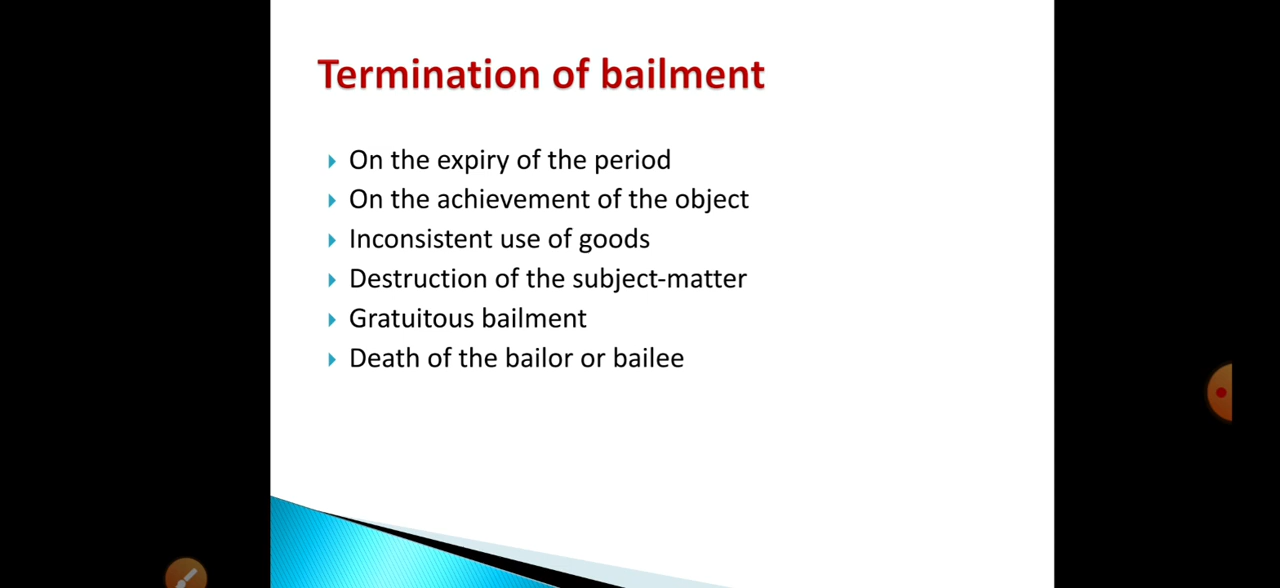 Termination of bailment
On the expiry of the period
On the achievement of the object
Inconsistent use of goods
Destruction of the subject-matter
Gratuitous bailment
Death of the bailor or bailee